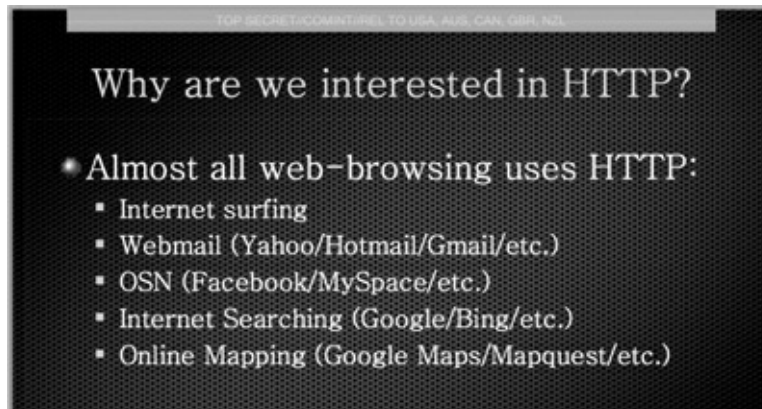 TOP SECRET//COMINT//REL TO USA, AUS, CAN, GBR, NZL
Why are we interested in HTTP?
Almost all web-browsing uses HTTP:
▪ Internet surfing
▪ Webmail (Yahoo/Hotmail/Gmail/etc.)
▪ OSN (Facebook/MySpace/etc.)
▪ Internet Searching (Google/Bing/etc.)
▪ Online Mapping (Google Maps/Mapquest/etc.)